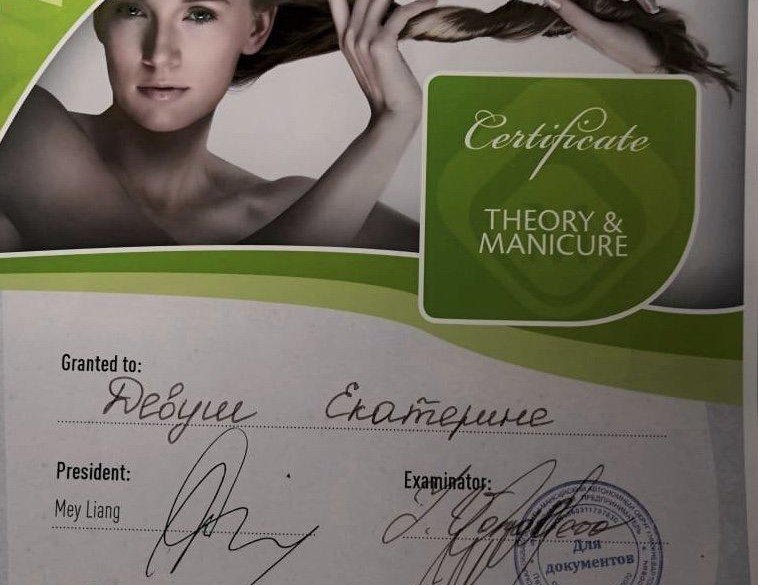 Certificate
THEORY &
MANICURE
Granted to:
Девуш Екатерине
President:
Mey Liang
Examinator:
Для
документов